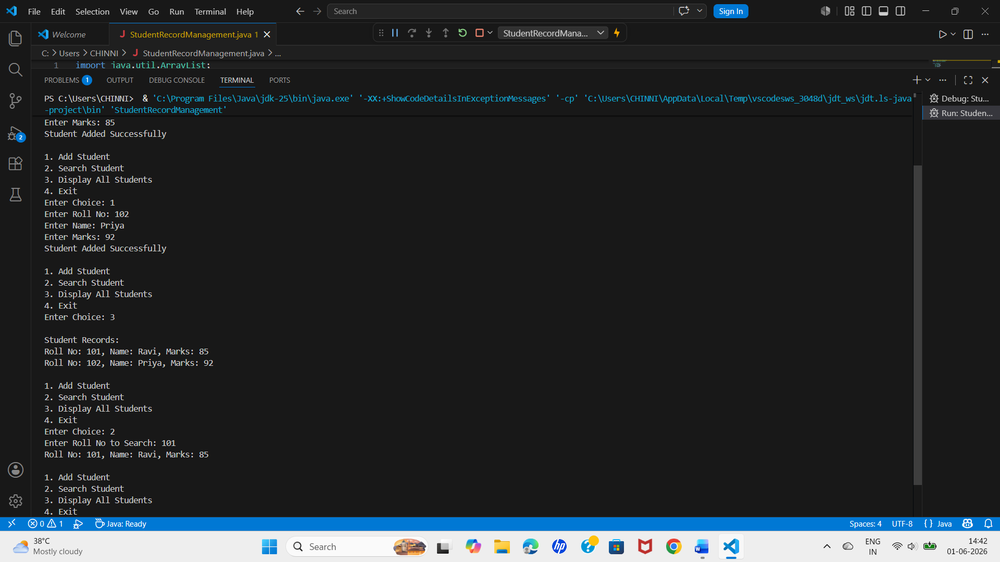 File Edit Selection View Go Run Terminal Help
Search
Sign In
Welcome
J StudentRecordManagement.java 1
StudentRecordMana...
C: > Users > CHINNI > J StudentRecordManagement.java > ...
1 import java.util.ArrayList;
PROBLEMS 1 OUTPUT DEBUG CONSOLE TERMINAL PORTS
PS C:\Users\CHINNI> & 'C:\Program Files\Java\jdk-25\bin\java.exe' '-XX:+ShowCodeDetailsInExceptionMessages' '-cp' 'C:\Users\CHINNI\AppData\Local\Temp\vscodesws_3048d\jdt_ws\jdt.ls-java
-project\bin' 'StudentRecordManagement'
Debug: Stu...
Run: Studen...
Enter Marks: 85
Student Added Successfully
1. Add Student
2. Search Student
3. Display All Students
4. Exit
Enter Choice: 1
Enter Roll No: 102
Enter Name: Priya
Enter Marks: 92
Student Added Successfully
1. Add Student
2. Search Student
3. Display All Students
4. Exit
Enter Choice: 3
Student Records:
Roll No: 101, Name: Ravi, Marks: 85
Roll No: 102, Name: Priya, Marks: 92
1. Add Student
2. Search Student
3. Display All Students
4. Exit
Enter Choice: 2
Enter Roll No to Search: 101
Roll No: 101, Name: Ravi, Marks: 85
1. Add Student
2. Search Student
3. Display All Students
4. Exit
2
0 1 Java: Ready
Spaces: 4 UTF-8 { } Java
38°C
Mostly cloudy
Search
hp
W
ENG
IN
14:42
01-06-2026